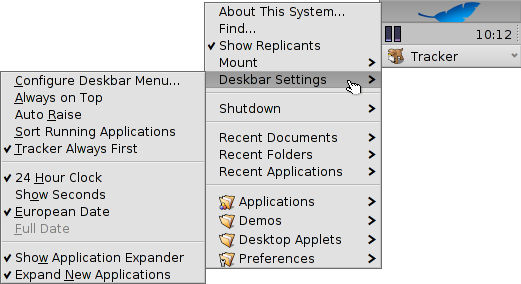 About This System...
Find...
Show Replicants
Mount
Deskbar Settings
Shutdown
Recent Documents
Recent Folders
Recent Applications
Applications
Demos
Desktop Applets
Preferences
10:12
Tracker
Configure Deskbar Menu...
Always on Top
Auto Raise
Sort Running Applications
Tracker Always First
24 Hour Clock
Show Seconds
European Date
Full Date
Show Application Expander
Expand New Applications